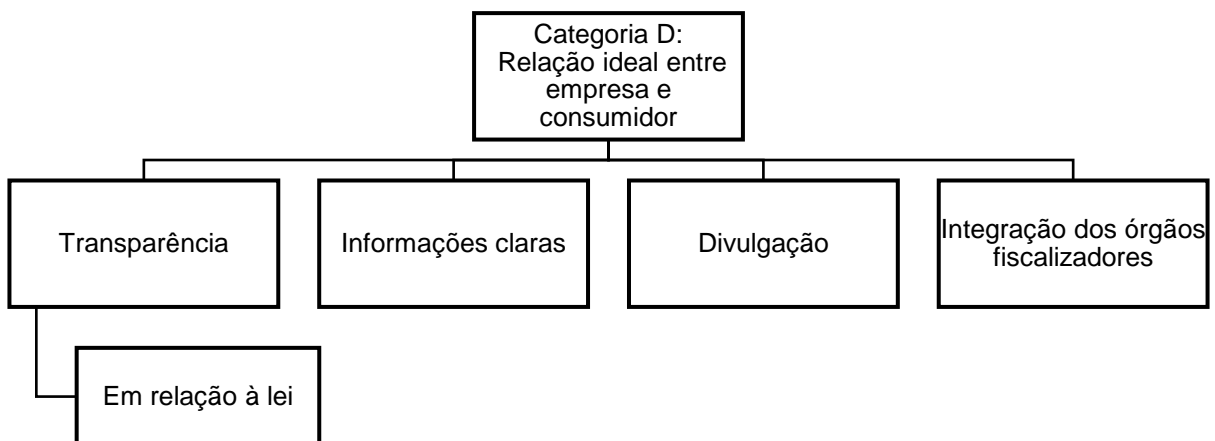 Categoria D:
Relação ideal entre
empresa e
consumidor
Transparência
Informações claras
Divulgação
Integração dos órgãos
fiscalizadores
Em relação à lei